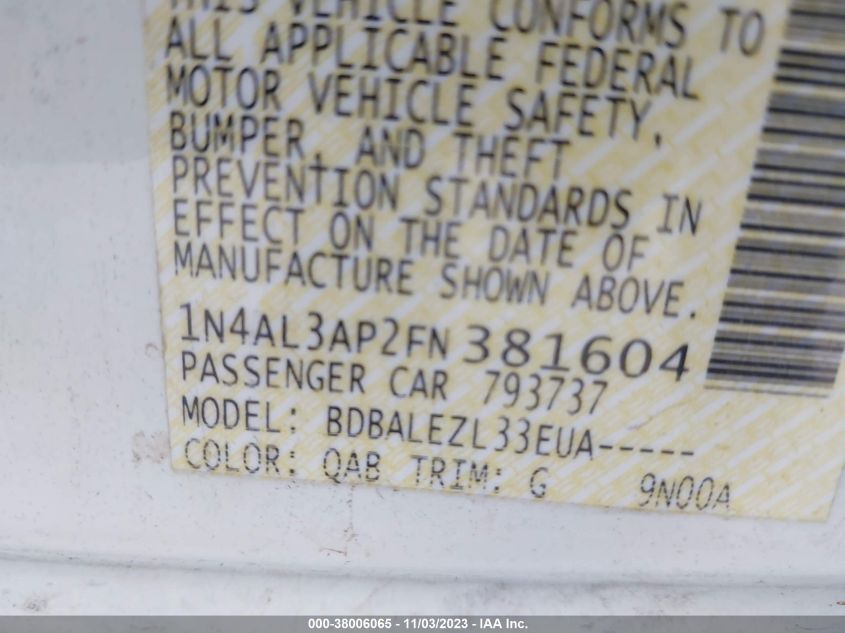 THIS VEHICLE CONFORMS TO
ALL APPLICABLE FEDERAL
MOTOR VEHICLE SAFETY,
BUMPER, AND THEFT
PREVENTION STANDARDS IN
EFFECT ON THE DATE OF
MANUFACTURE SHOWN ABOVE.
1N4AL3AP2FN381604
PASSENGER CAR 793737
MODEL: BDBALEZL33EUA-----
COLOR: QAB TRIM: G 9N00A
000-38006065 - 11/03/2023 - IAA Inc.